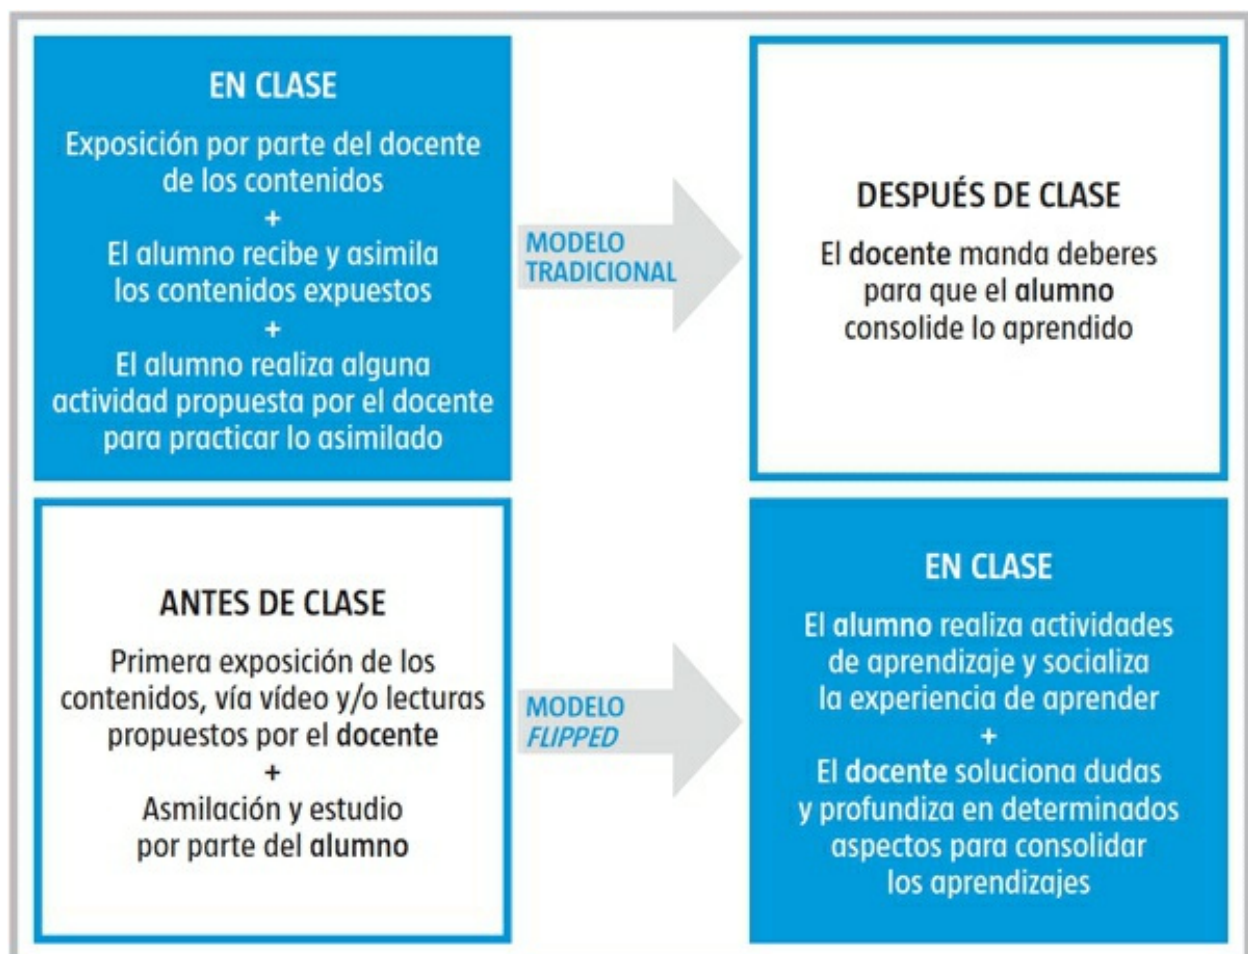 EN CLASE
Exposición por parte del docente
de los contenidos
+
El alumno recibe y asimila
los contenidos expuestos
+
El alumno realiza alguna
actividad propuesta por el docente
para practicar lo asimilado
MODELO
TRADICIONAL
DESPUÉS DE CLASE
El docente manda deberes
para que el alumno
consolide lo aprendido
ANTES DE CLASE
Primera exposición de los
contenidos, vía vídeo y/o lecturas
propuestos por el docente
+
Asmilación y estudio
por parte del alumno
MODELO
FLIPPED
EN CLASE
El alumno realiza actividades
de aprendizaje y socializa
la experiencia de aprender
+
El docente soluciona dudas
y profundiza en determinados
aspectos para consolidar
los aprendizajes